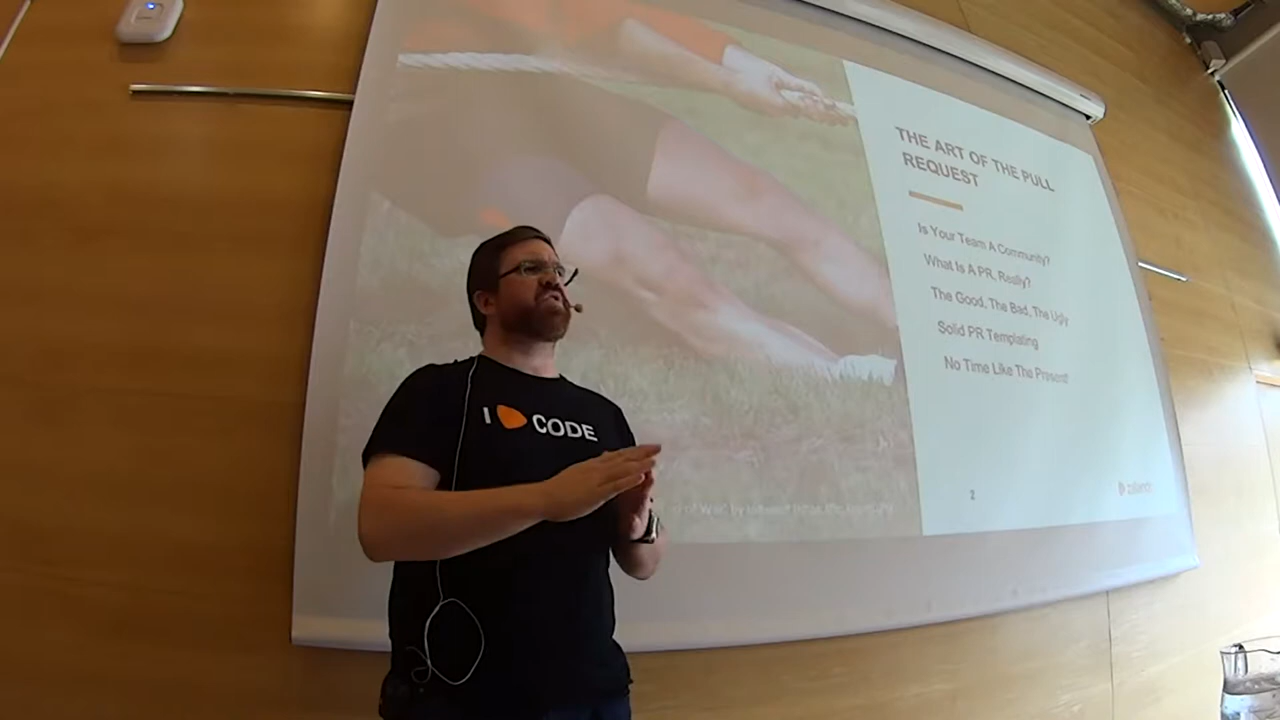 THE ART OF THE PULL
REQUEST
Is Your Team A Community?
What Is A PR, Really?
The Good, The Bad, The Ugly
Solid PR Templating
No Time Like The Present!
I CODE
2
zalando